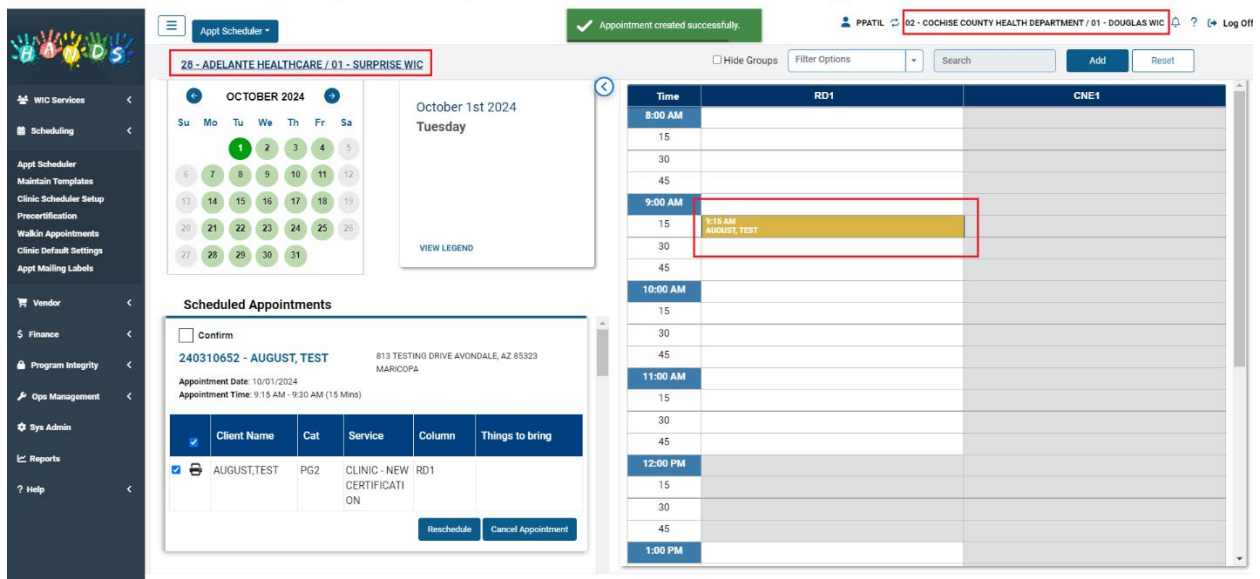 HANDS
Appt Scheduler
Appointment created successfully.
PPATIL
02 - COCHISE COUNTY HEALTH DEPARTMENT / 01 - DOUGLAS WIC
?
Log Off
28 - ADELANTE HEALTHCARE / 01 - SURPRISE WIC
Hide Groups
Filter Options
Search
Add
Reset
WIC Services
Scheduling
Appt Scheduler
Maintain Templates
Clinic Scheduler Setup
Precertification
Walkin Appointments
Clinic Default Settings
Appt Mailing Labels
Vendor
$ Finance
Program Integrity
Ops Management
Sys Admin
Reports
? Help
OCTOBER 2024
Su Mo Tu We Th Fr Sa
1 2 3 4 5
6 7 8 9 10 11 12
13 14 15 16 17 18 19
20 21 22 23 24 25 26
27 28 29 30 31
October 1st 2024
Tuesday
VIEW LEGEND
Scheduled Appointments
Confirm
240310652 - AUGUST, TEST
813 TESTING DRIVE AVONDALE, AZ 85323
MARICOPA
Appointment Date: 10/01/2024
Appointment Time: 9:15 AM - 9:30 AM (15 Mins)
Client Name Cat Service Column Things to bring
AUGUST,TEST PG2 CLINIC - NEW RD1
CERTIFICATI
ON
Reschedule Cancel Appointment
Time RD1 CNE1
8:00 AM
15
30
45
9:00 AM
15
9:15 AM
AUGUST, TEST
30
45
10:00 AM
15
30
45
11:00 AM
15
30
45
12:00 PM
15
30
45
1:00 PM